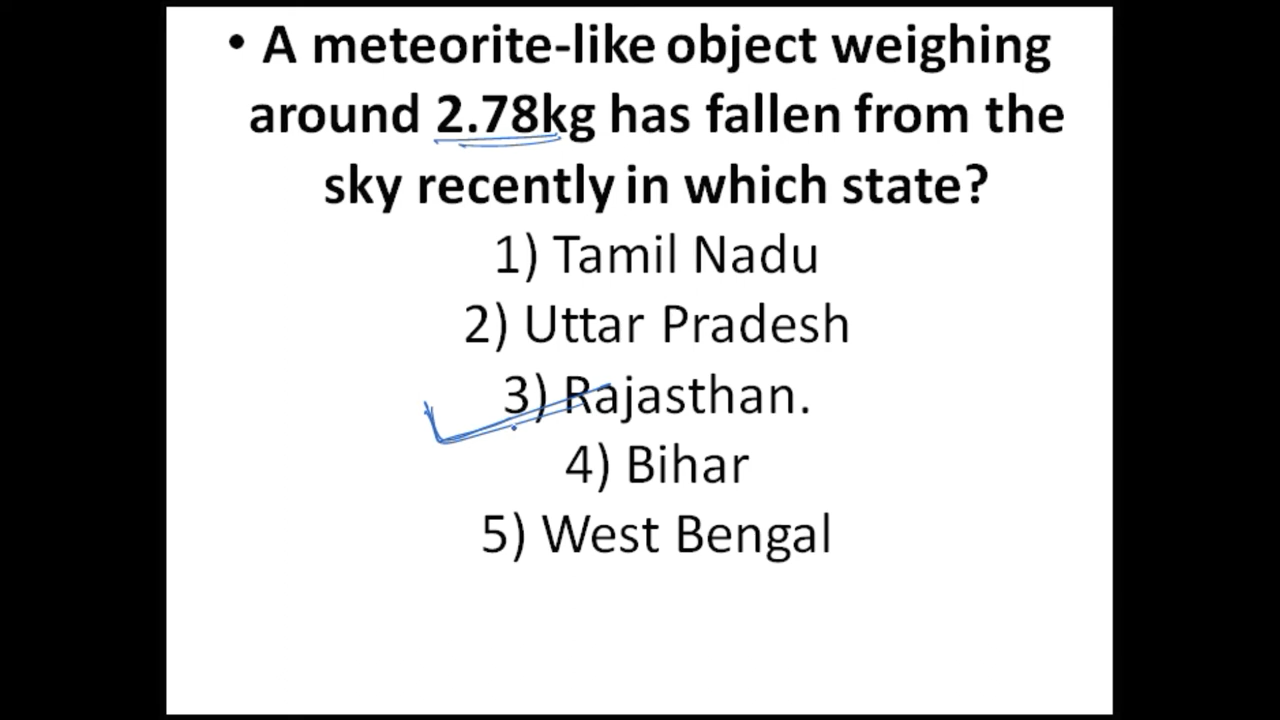 • A meteorite-like object weighing
around 2.78kg has fallen from the
sky recently in which state?
1) Tamil Nadu
2) Uttar Pradesh
3) Rajasthan.
4) Bihar
5) West Bengal